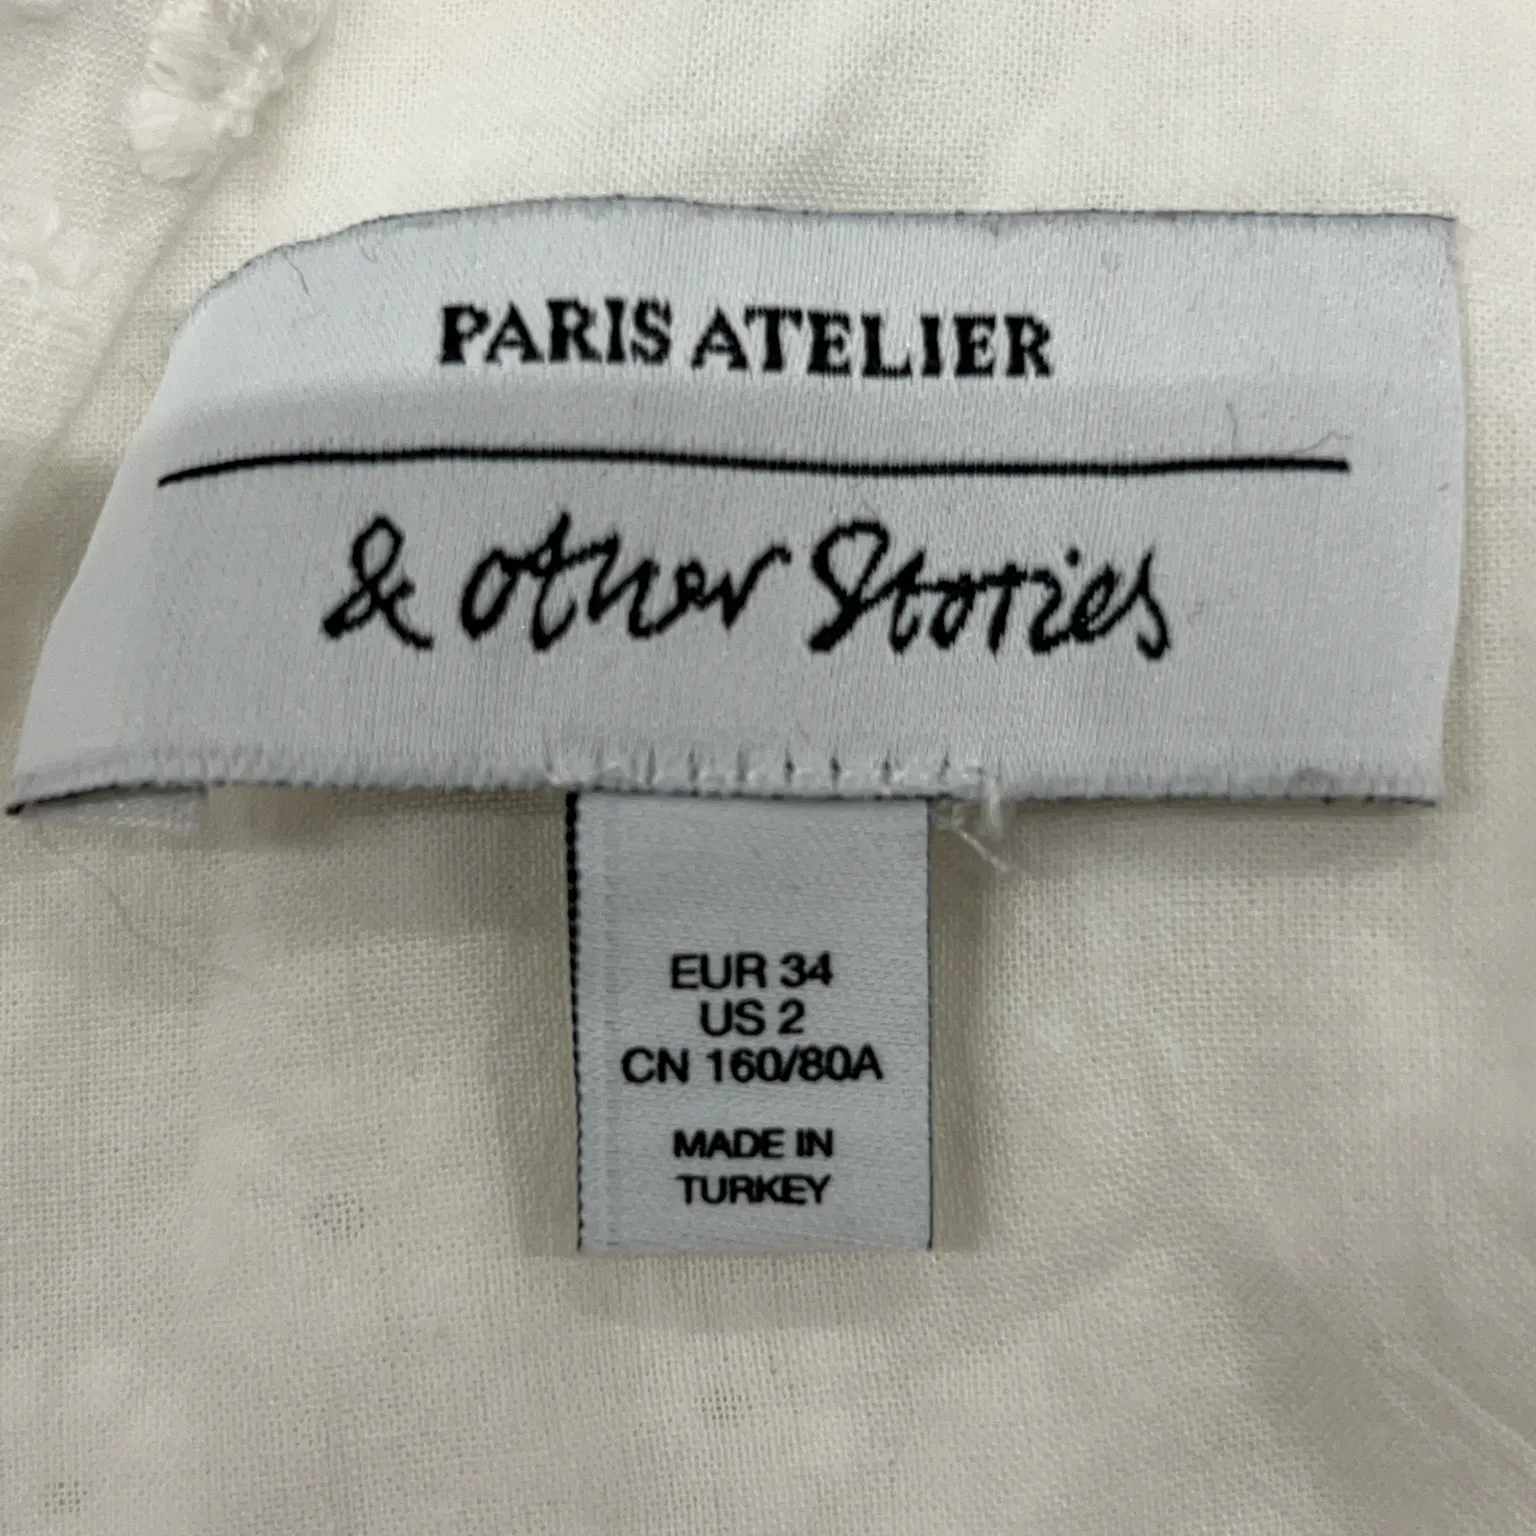 PARIS ATELIER
& other Stories
EUR 34
US 2
CN 160/80A
MADE IN
TURKEY